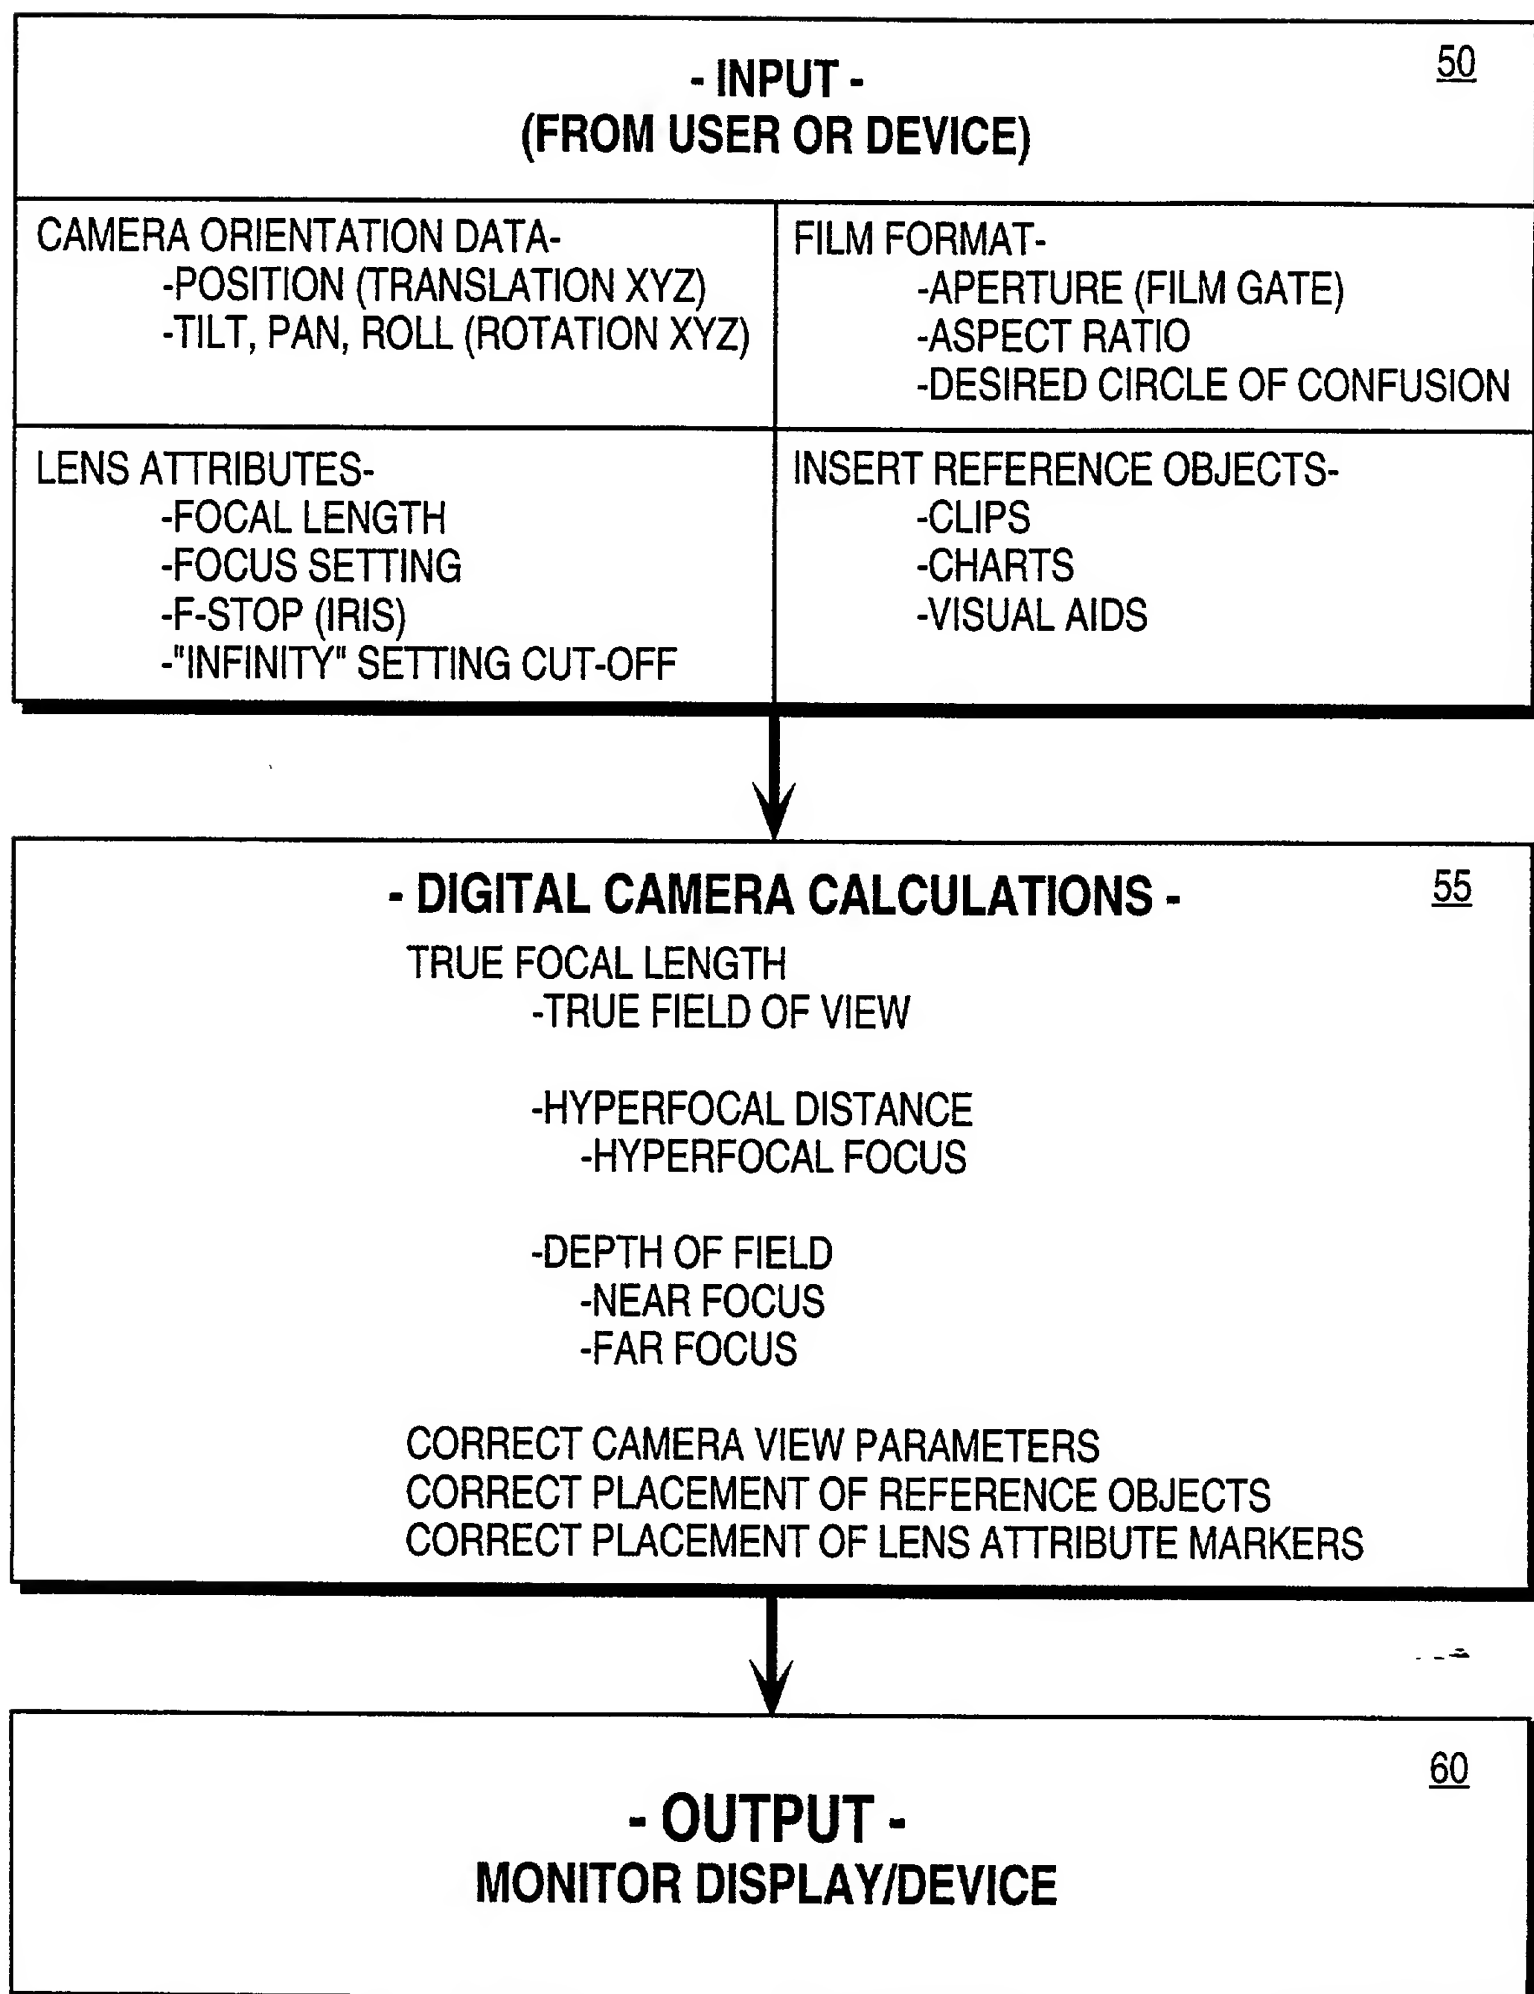 50
- INPUT -
(FROM USER OR DEVICE)
CAMERA ORIENTATION DATA-
-POSITION (TRANSLATION XYZ)
-TILT, PAN, ROLL (ROTATION XYZ)
FILM FORMAT-
-APERTURE (FILM GATE)
-ASPECT RATIO
-DESIRED CIRCLE OF CONFUSION
LENS ATTRIBUTES-
-FOCAL LENGTH
-FOCUS SETTING
-F-STOP (IRIS)
-"INFINITY" SETTING CUT-OFF
INSERT REFERENCE OBJECTS-
-CLIPS
-CHARTS
-VISUAL AIDS
55
- DIGITAL CAMERA CALCULATIONS -
TRUE FOCAL LENGTH
-TRUE FIELD OF VIEW
-HYPERFOCAL DISTANCE
-HYPERFOCAL FOCUS
-DEPTH OF FIELD
-NEAR FOCUS
-FAR FOCUS
CORRECT CAMERA VIEW PARAMETERS
CORRECT PLACEMENT OF REFERENCE OBJECTS
CORRECT PLACEMENT OF LENS ATTRIBUTE MARKERS
60
- OUTPUT -
MONITOR DISPLAY/DEVICE